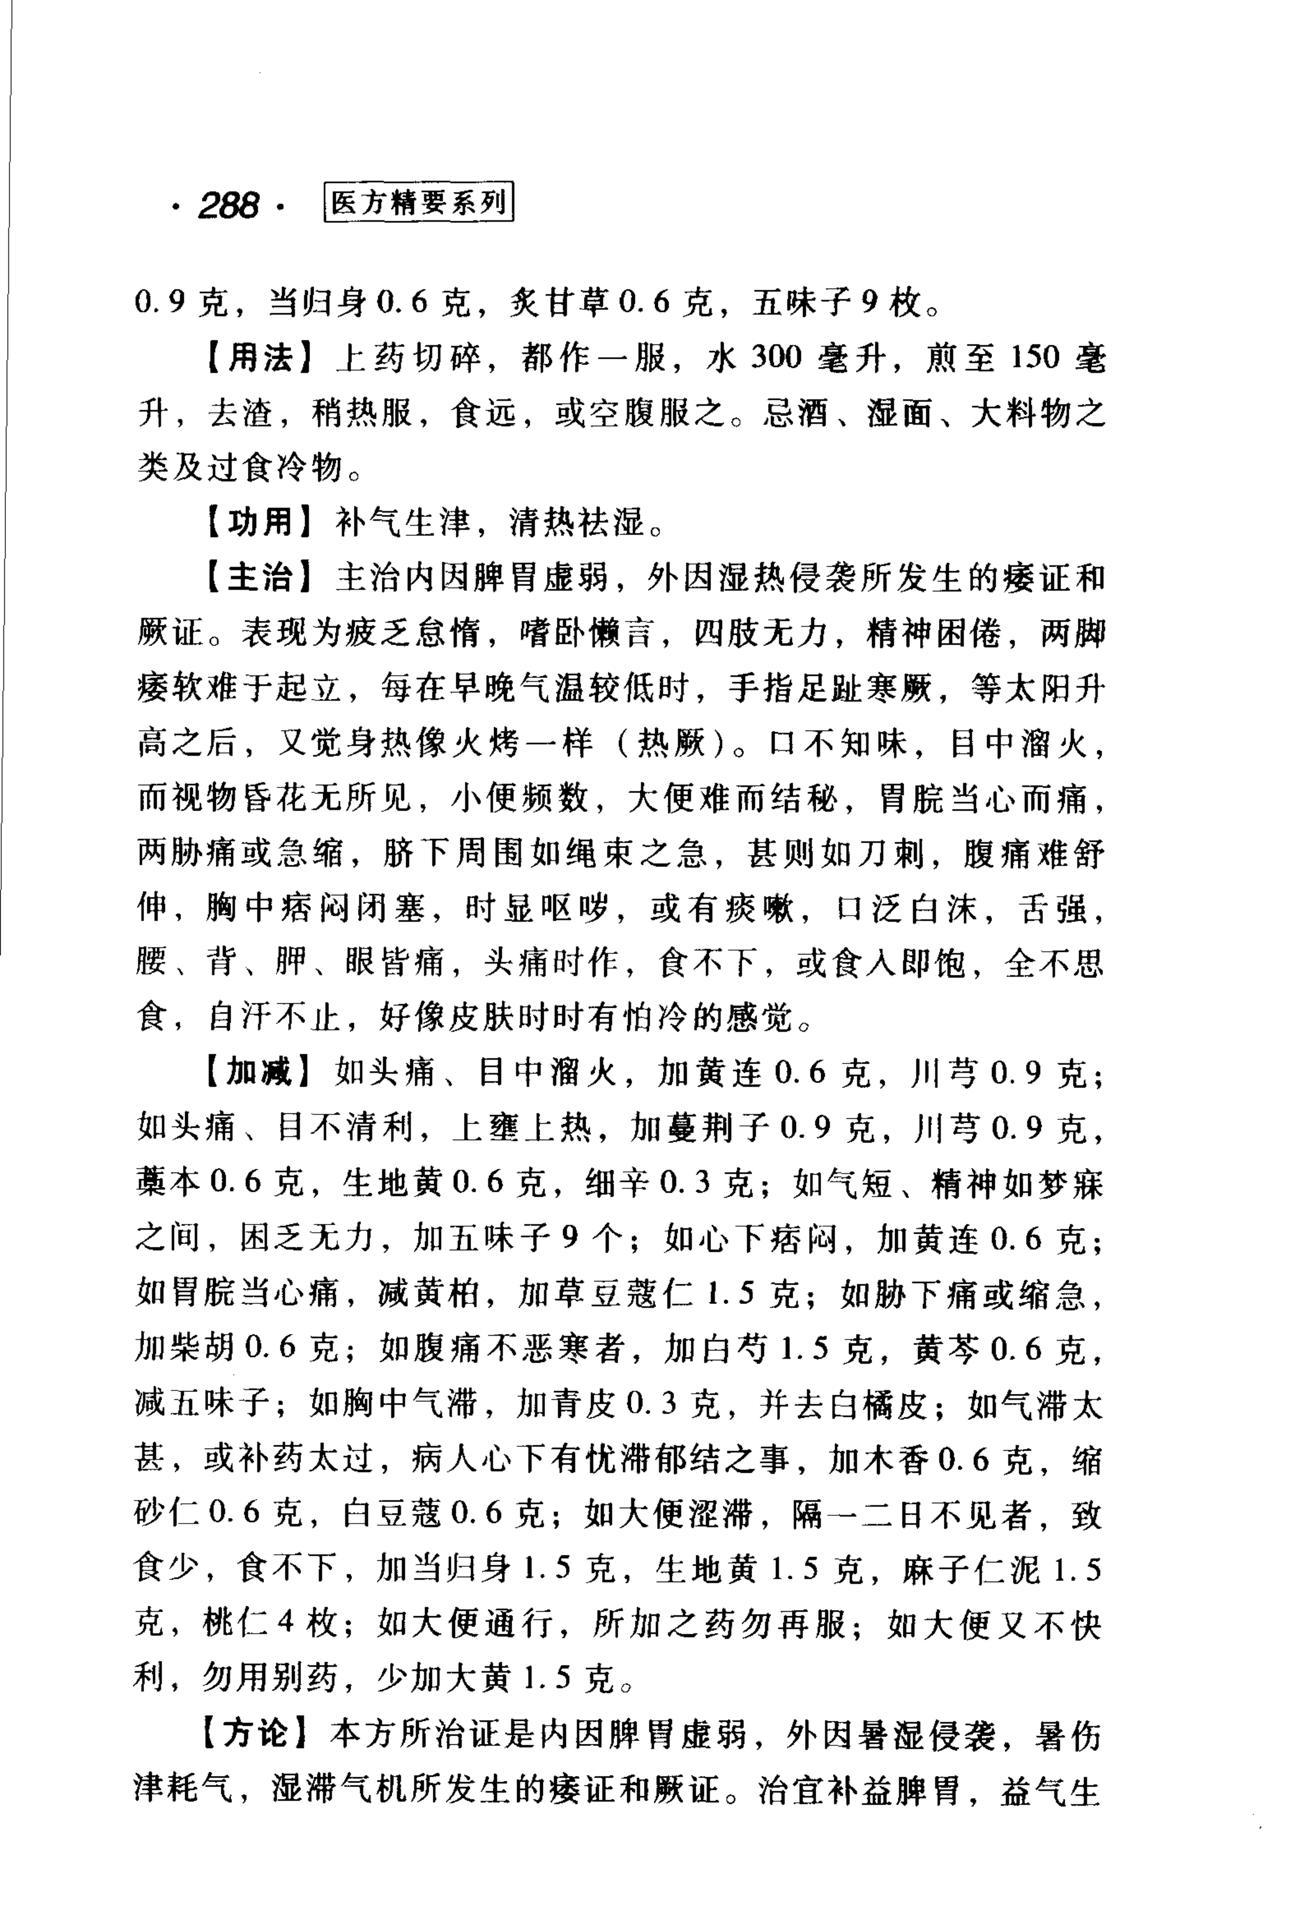 ·288· 医方精要系列
0.9克，当归身0.6克，炙甘草0.6克，五味子9枚。
【用法】上药切碎，都作一服，水300毫升，煎至150毫
升，去渣，稍热服，食远，或空腹服之。忌酒、湿面、大料物之
类及过食冷物。
【功用】补气生津，清热祛湿。
【主治】主治内因脾胃虚弱，外因湿热侵袭所发生的痿证和
厥证。表现为疲乏怠惰，嗜卧懒言，四肢无力，精神困倦，两脚
痿软难于起立，每在早晚气温较低时，手指足趾寒厥，等太阳升
高之后，又觉身热像火烤一样（热厥）。口不知味，目中溜火，
而视物昏花无所见，小便频数，大便难而结秘，胃脘当心而痛，
两胁痛或急缩，脐下周围如绳束之急，甚则如刀刺，腹痛难舒
伸，胸中痞闷闭塞，时显呕哕，或有痰嗽，口泛白沫，舌强，
腰、背、胛、眼皆痛，头痛时作，食不下，或食入即饱，全不思
食，自汗不止，好像皮肤时时有怕冷的感觉。
【加减】如头痛、目中溜火，加黄连0.6克，川芎0.9克；
如头痛、目不清利，上壅上热，加蔓荆子0.9克，川芎0.9克，
藁本0.6克，生地黄0.6克，细辛0.3克；如气短、精神如梦寐
之间，困乏无力，加五味子9个；如心下痞闷，加黄连0.6克；
如胃脘当心痛，减黄柏，加草豆蔻仁1.5克；如胁下痛或缩急，
加柴胡0.6克；如腹痛不恶寒者，加白芍1.5克，黄芩0.6克，
减五味子；如胸中气滞，加青皮0.3克，并去白橘皮；如气滞太
甚，或补药太过，病人心下有忧滞郁结之事，加木香0.6克，缩
砂仁0.6克，白豆蔻0.6克；如大便涩滞，隔一二日不见者，致
食少，食不下，加当归身1.5克，生地黄1.5克，麻子仁泥1.5
克，桃仁4枚；如大便通行，所加之药勿再服；如大便又不快
利，勿用别药，少加大黄1.5克。
【方论】本方所治证是内因脾胃虚弱，外因暑湿侵袭，暑伤
津耗气，湿滞气机所发生的痿证和厥证。治宜补益脾胃，益气生